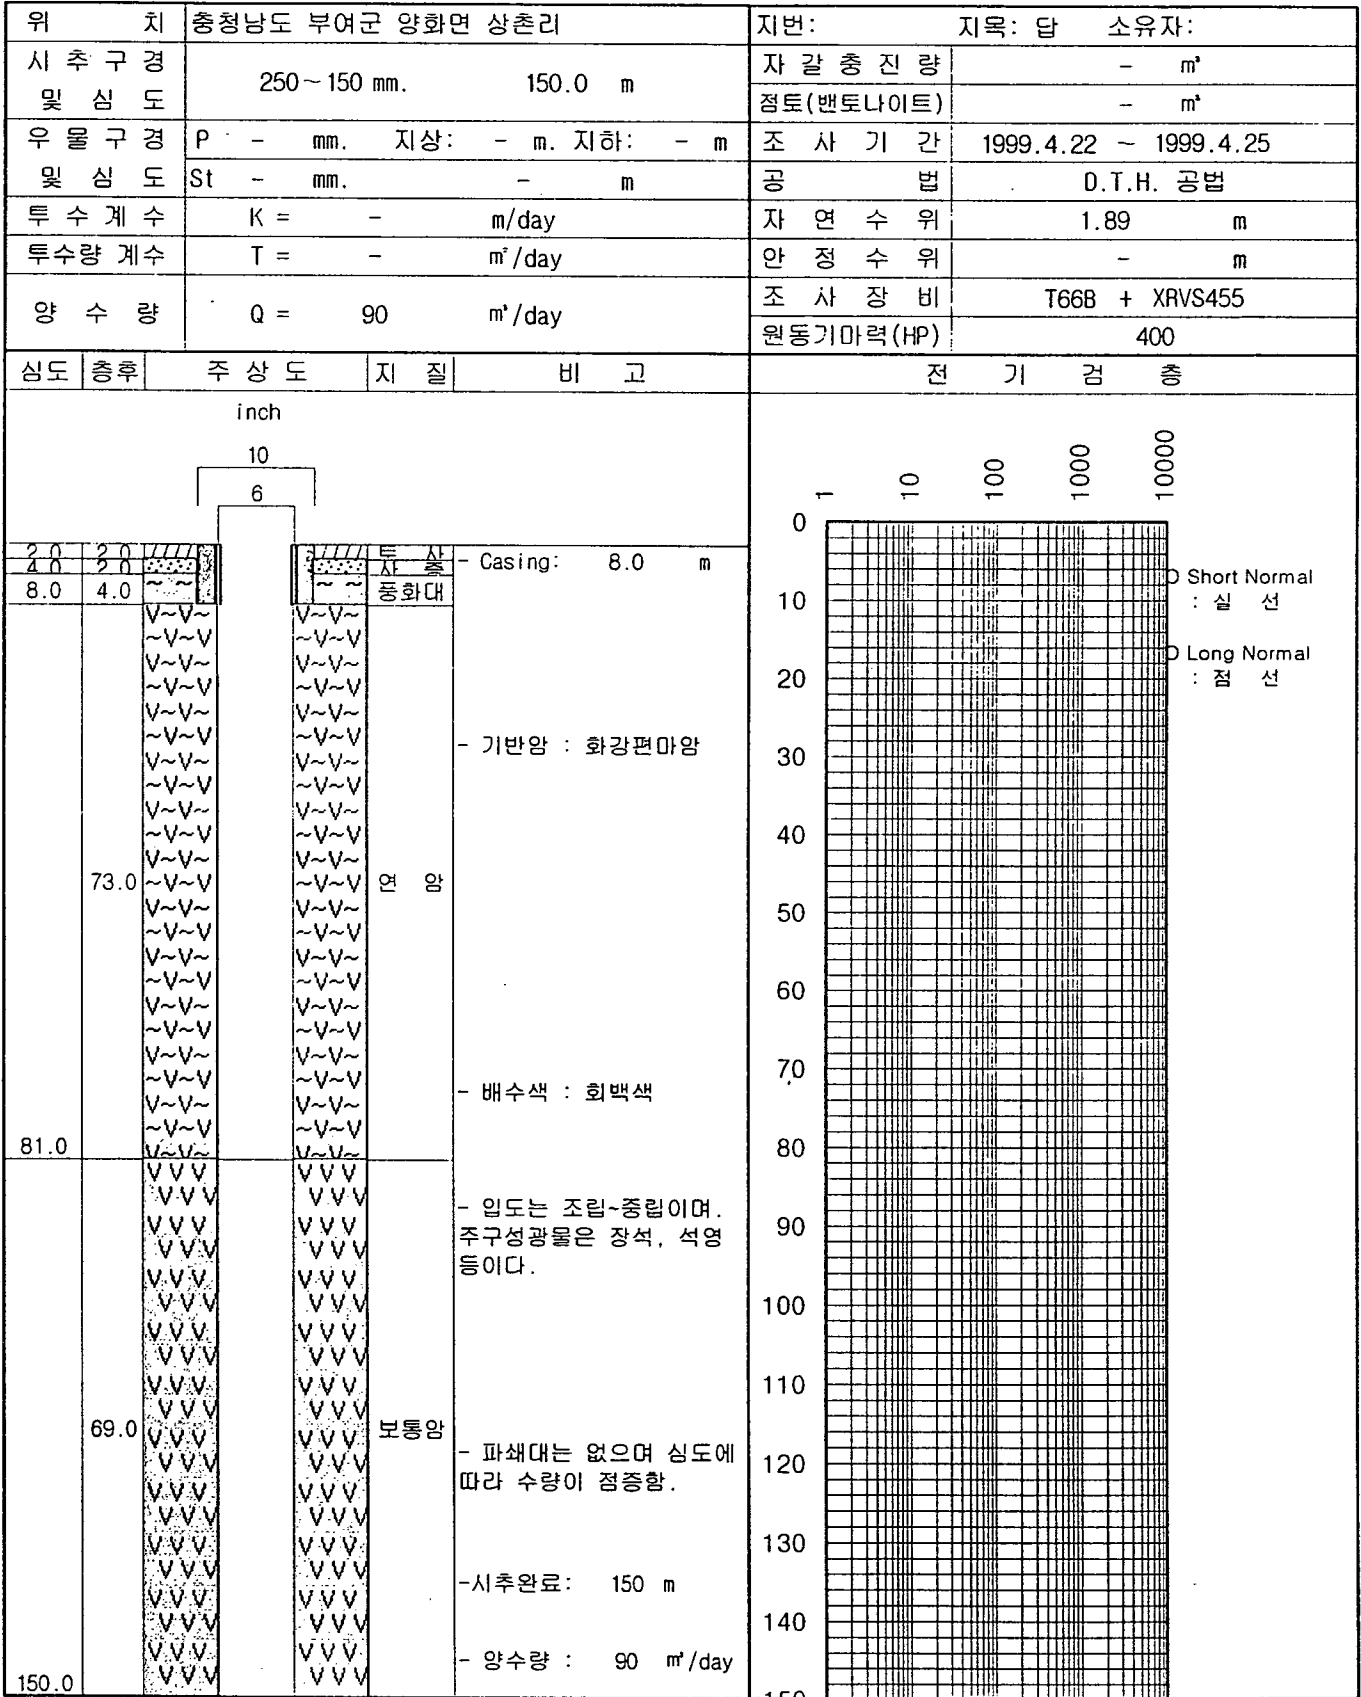 위 치 충청남도 부여군 양화면 상촌리 지번: 지목: 답 소유자:
시 추 구 경 및 심 도 250~150 mm. 150.0 m
자 갈 충 진 량 - m³
점토(밴토나이트) - m³
우 물 구 경 및 심 도 P - mm. 지상: - m. 지하: - m
St - mm. - m
조 사 기 간 1999.4.22 ~ 1999.4.25
공 법 D.T.H. 공법
투 수 계 수 K = - m/day
자 연 수 위 1.89 m
투수량 계수 T = - m²/day
안 정 수 위 - m
양 수 량 Q = 90 m³/day
조 사 장 비 T66B + XRVS455
원동기마력(HP) 400
심도 층후 주 상 도 지 질 비 고 전 기 검 층
inch
10
6
2.0 2.0
4.0 2.0 사 층
8.0 4.0 풍화대
- Casing: 8.0 m
- 기반암 : 화강편마암
73.0 연 암
- 배수색 : 회백색
81.0
- 입도는 조립~중립이며.
주구성광물은 장석, 석영
등이다.
69.0 보통암
- 파쇄대는 없으며 심도에
따라 수량이 점증함.
-시추완료: 150 m
- 양수량 : 90 m³/day
150.0
1 10 100 1000 10000
0
10
20
30
40
50
60
70
80
90
100
110
120
130
140
150
O Short Normal
: 실 선
O Long Normal
: 점 선